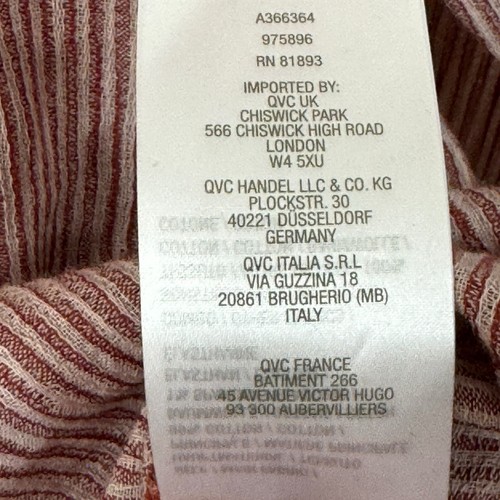 A366364
975896
RN 81893
IMPORTED BY:
QVC UK
CHISWICK PARK
566 CHISWICK HIGH ROAD
LONDON
W4 5XU
QVC HANDEL LLC & CO. KG
PLOCKSTR. 30
40221 DÜSSELDORF
GERMANY
QVC ITALIA S.R.L
VIA GUZZINA 18
20861 BRUGHERIO (MB)
ITALY
QVC FRANCE
BATIMENT 266
45 AVENUE VICTOR HUGO
93 300 AUBERVILLIERS